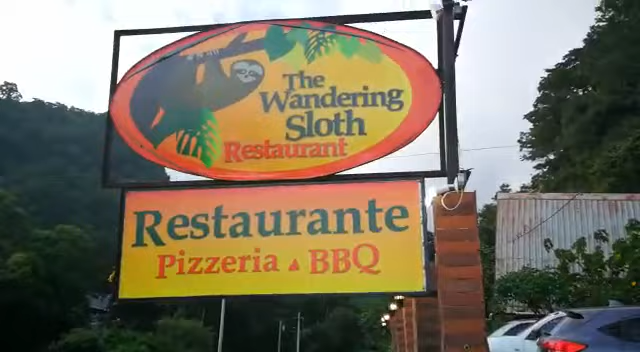 The
Wandering
Sloth
Restaurant
Restaurante
Pizzeria ▲ BBQ